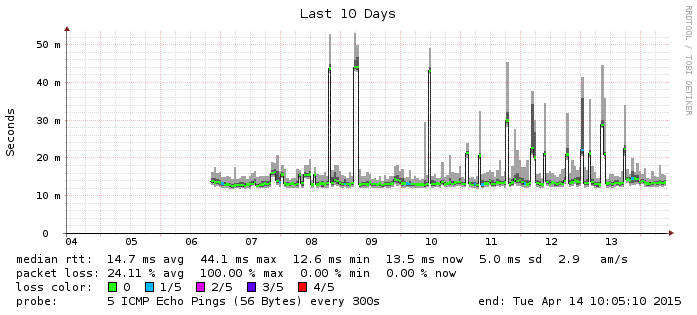 Last 10 Days
RRDTOOL / TOBI OETIKER
Seconds
50 m
40 m
30 m
20 m
10 m
0
04 05 06 07 08 09 10 11 12 13
median rtt: 14.7 ms avg 44.1 ms max 12.6 ms min 13.5 ms now 5.0 ms sd 2.9 am/s
packet loss: 24.11 % avg 100.00 % max 0.00 % min 0.00 % now
loss color: 0 1/5 2/5 3/5 4/5
probe: 5 ICMP Echo Pings (56 Bytes) every 300s end: Tue Apr 14 10:05:10 2015